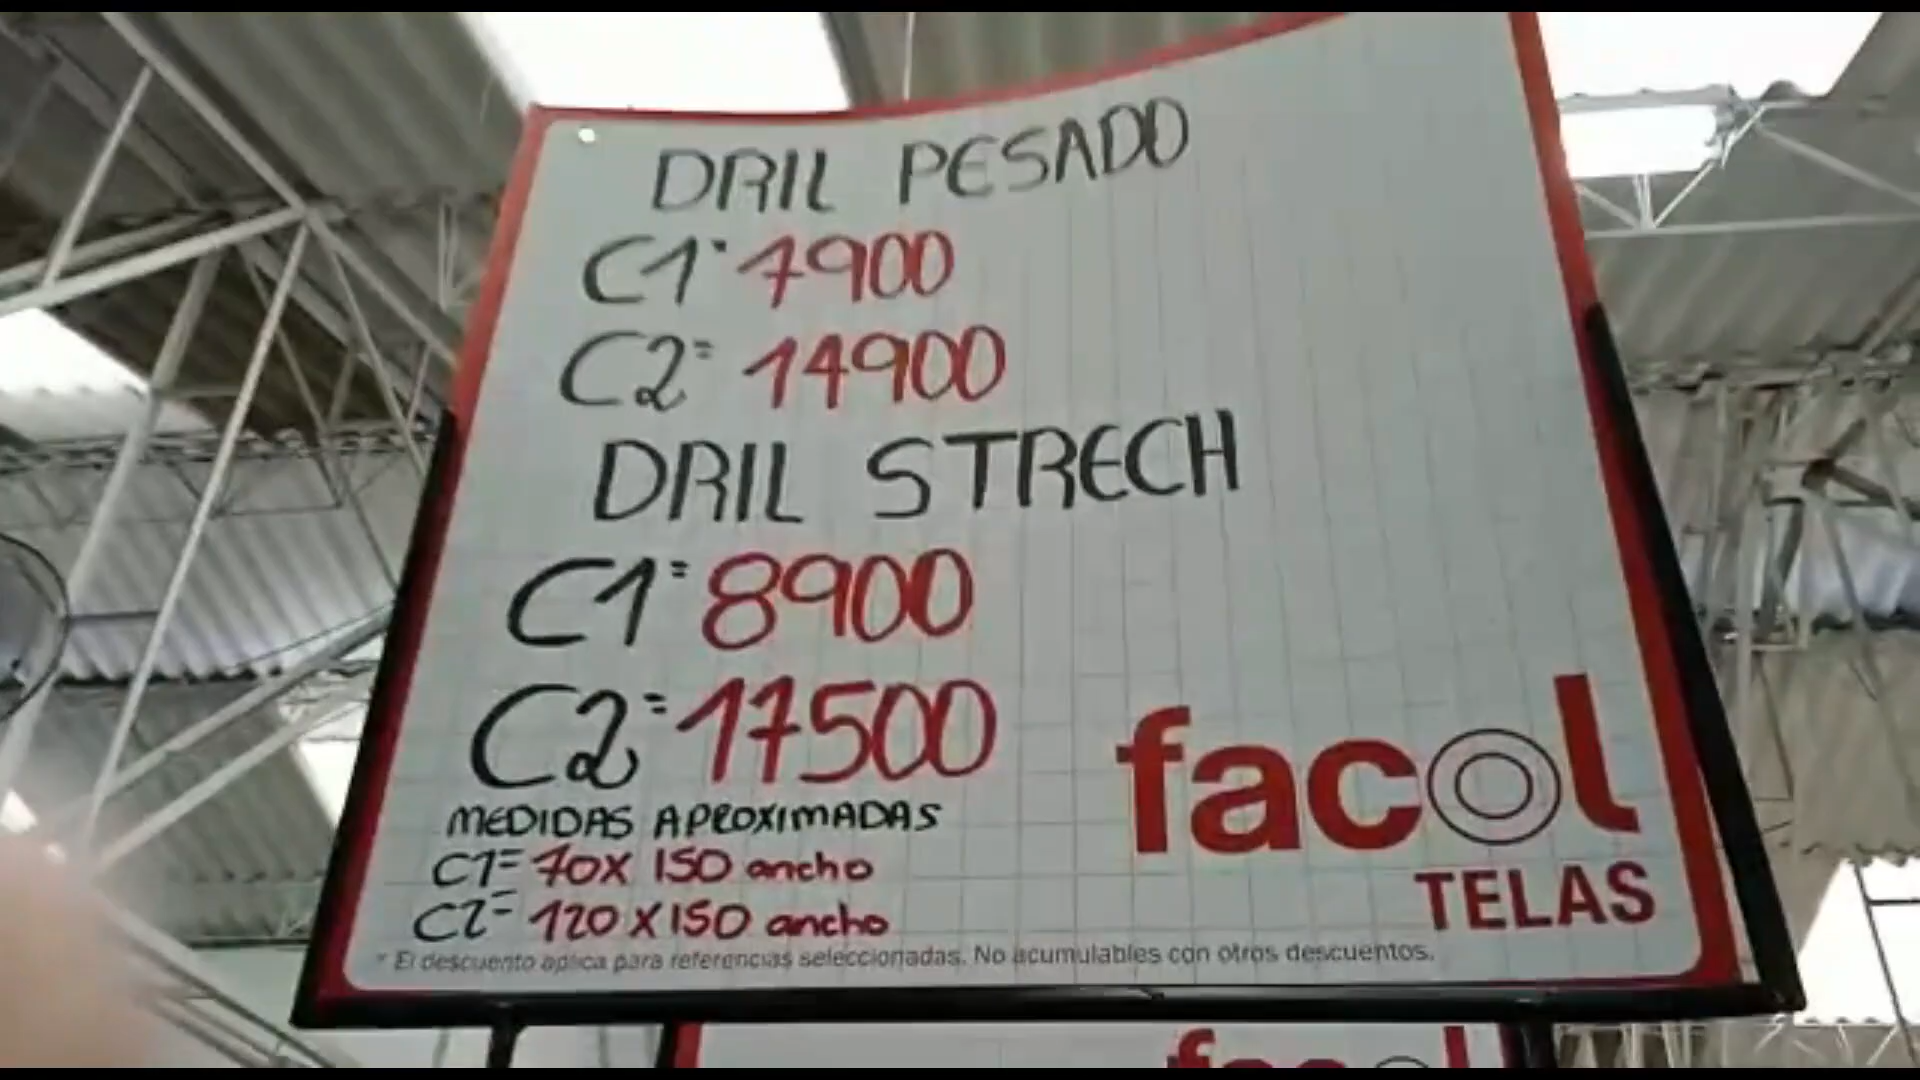 DRIL PESADO
C1= 7900
C2= 14900
DRIL STRECH
C1= 8900
C2= 17500
MEDIDAS APROXIMADAS
C1= 70X 150 ancho
C2= 120 X 150 ancho
facol
TELAS
* El descuento aplica para referencias seleccionadas. No acumulables con otros descuentos.
facol